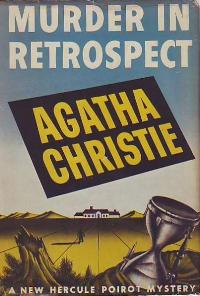 MURDER IN
RETROSPECT
AGATHA
CHRISTIE
A NEW HERCULE POIROT MYSTERY